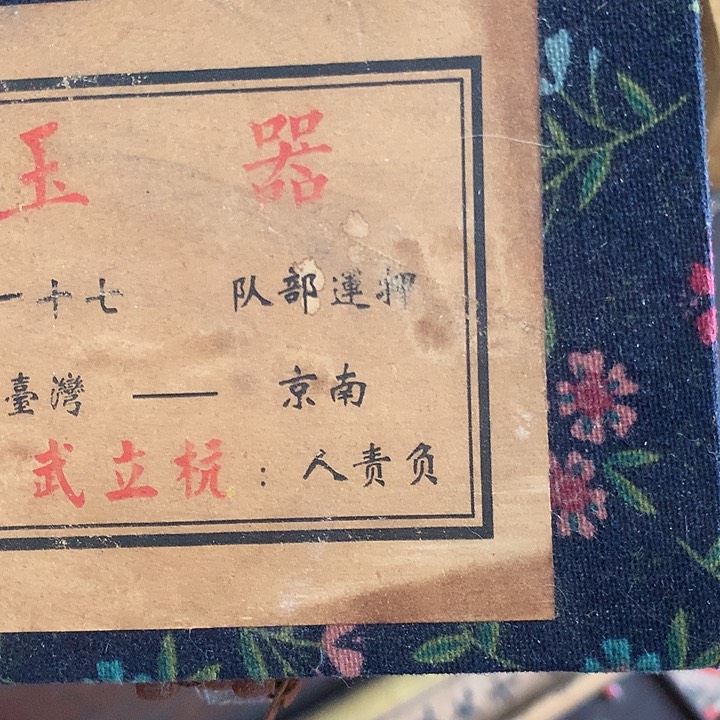 玉器
押運部队 七十一
南京——臺灣
负责人：杭立武